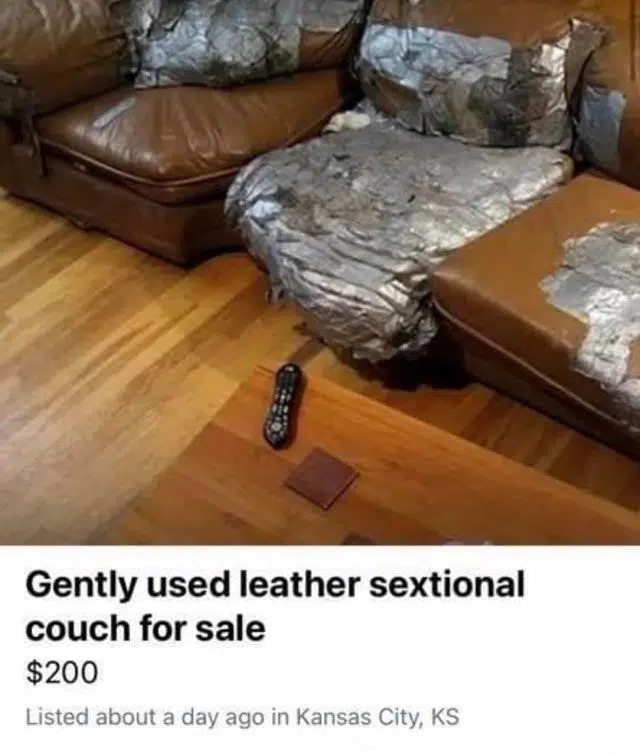 Gently used leather sextional
couch for sale
$200
Listed about a day ago in Kansas City, KS